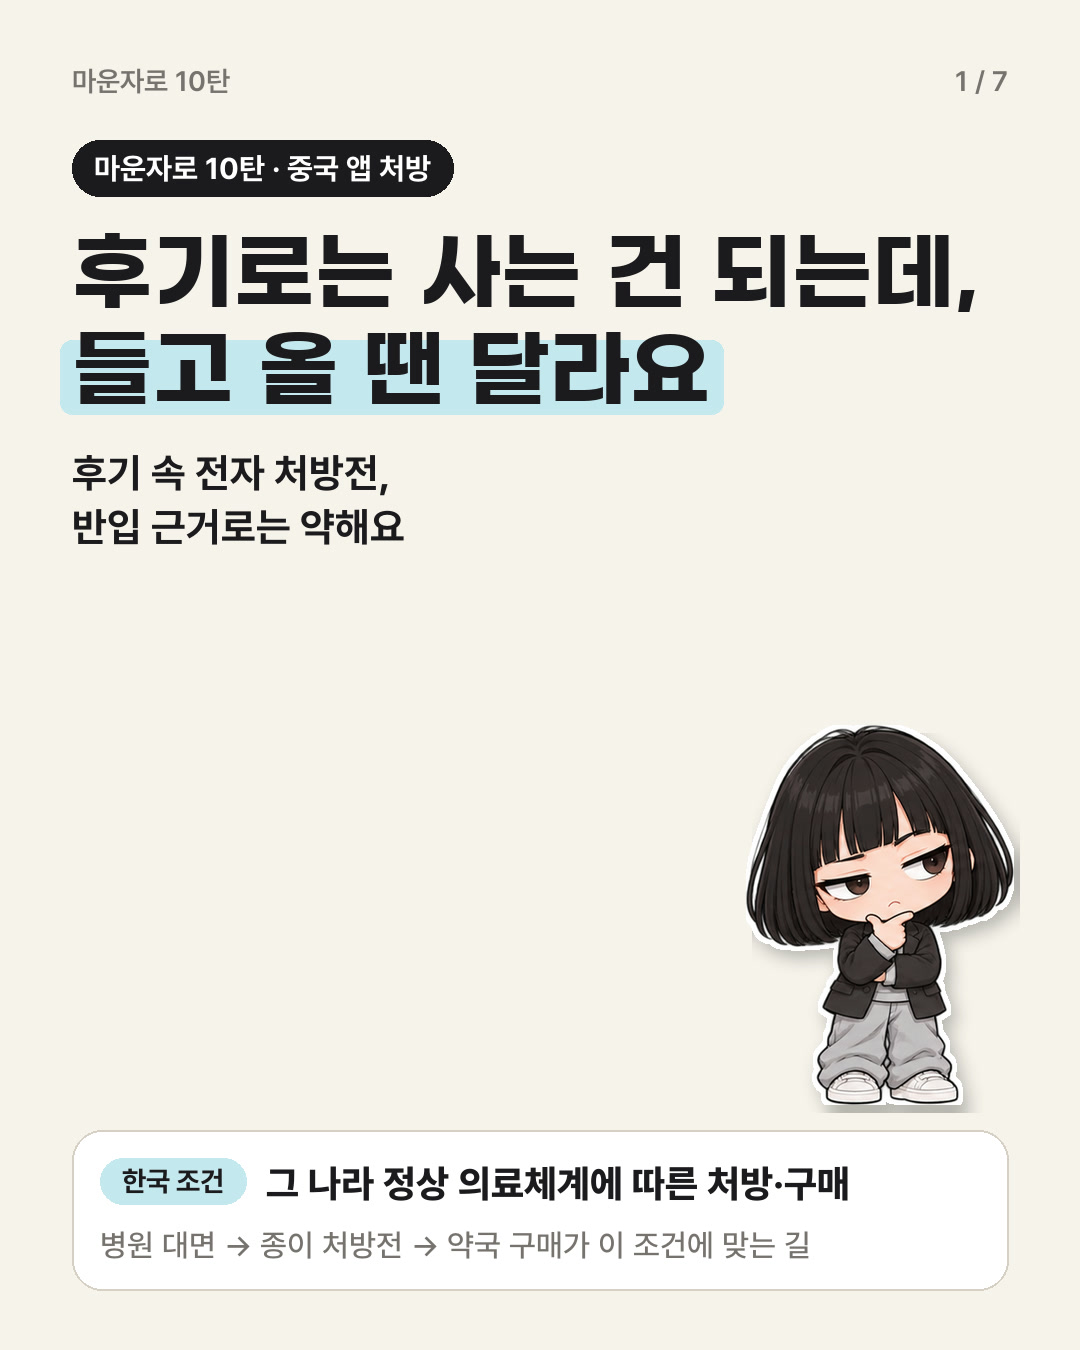 마운자로 10탄
1 / 7
마운자로 10탄 · 중국 앱 처방
후기로는 사는 건 되는데,
들고 올 땐 달라요
후기 속 전자 처방전,
반입 근거로는 약해요
한국 조건 그 나라 정상 의료체계에 따른 처방·구매
병원 대면 → 종이 처방전 → 약국 구매가 이 조건에 맞는 길